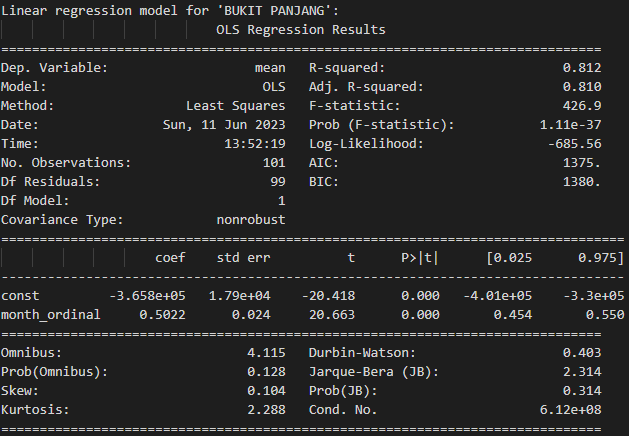 Linear regression model for 'BUKIT PANJANG':
                            OLS Regression Results
==============================================================================
Dep. Variable:                   mean   R-squared:                       0.812
Model:                            OLS   Adj. R-squared:                  0.810
Method:                 Least Squares   F-statistic:                     426.9
Date:                Sun, 11 Jun 2023   Prob (F-statistic):           1.11e-37
Time:                        13:52:19   Log-Likelihood:                -685.56
No. Observations:                 101   AIC:                             1375.
Df Residuals:                      99   BIC:                             1380.
Df Model:                           1
Covariance Type:            nonrobust
=================================================================================
                    coef    std err          t      P>|t|      [0.025      0.975]
---------------------------------------------------------------------------------
const         -3.658e+05   1.79e+04    -20.418      0.000   -4.01e+05    -3.3e+05
month_ordinal     0.5022      0.024     20.663      0.000       0.454       0.550
==============================================================================
Omnibus:                        4.115   Durbin-Watson:                   0.403
Prob(Omnibus):                  0.128   Jarque-Bera (JB):                2.314
Skew:                           0.104   Prob(JB):                        0.314
Kurtosis:                       2.288   Cond. No.                     6.12e+08
==============================================================================